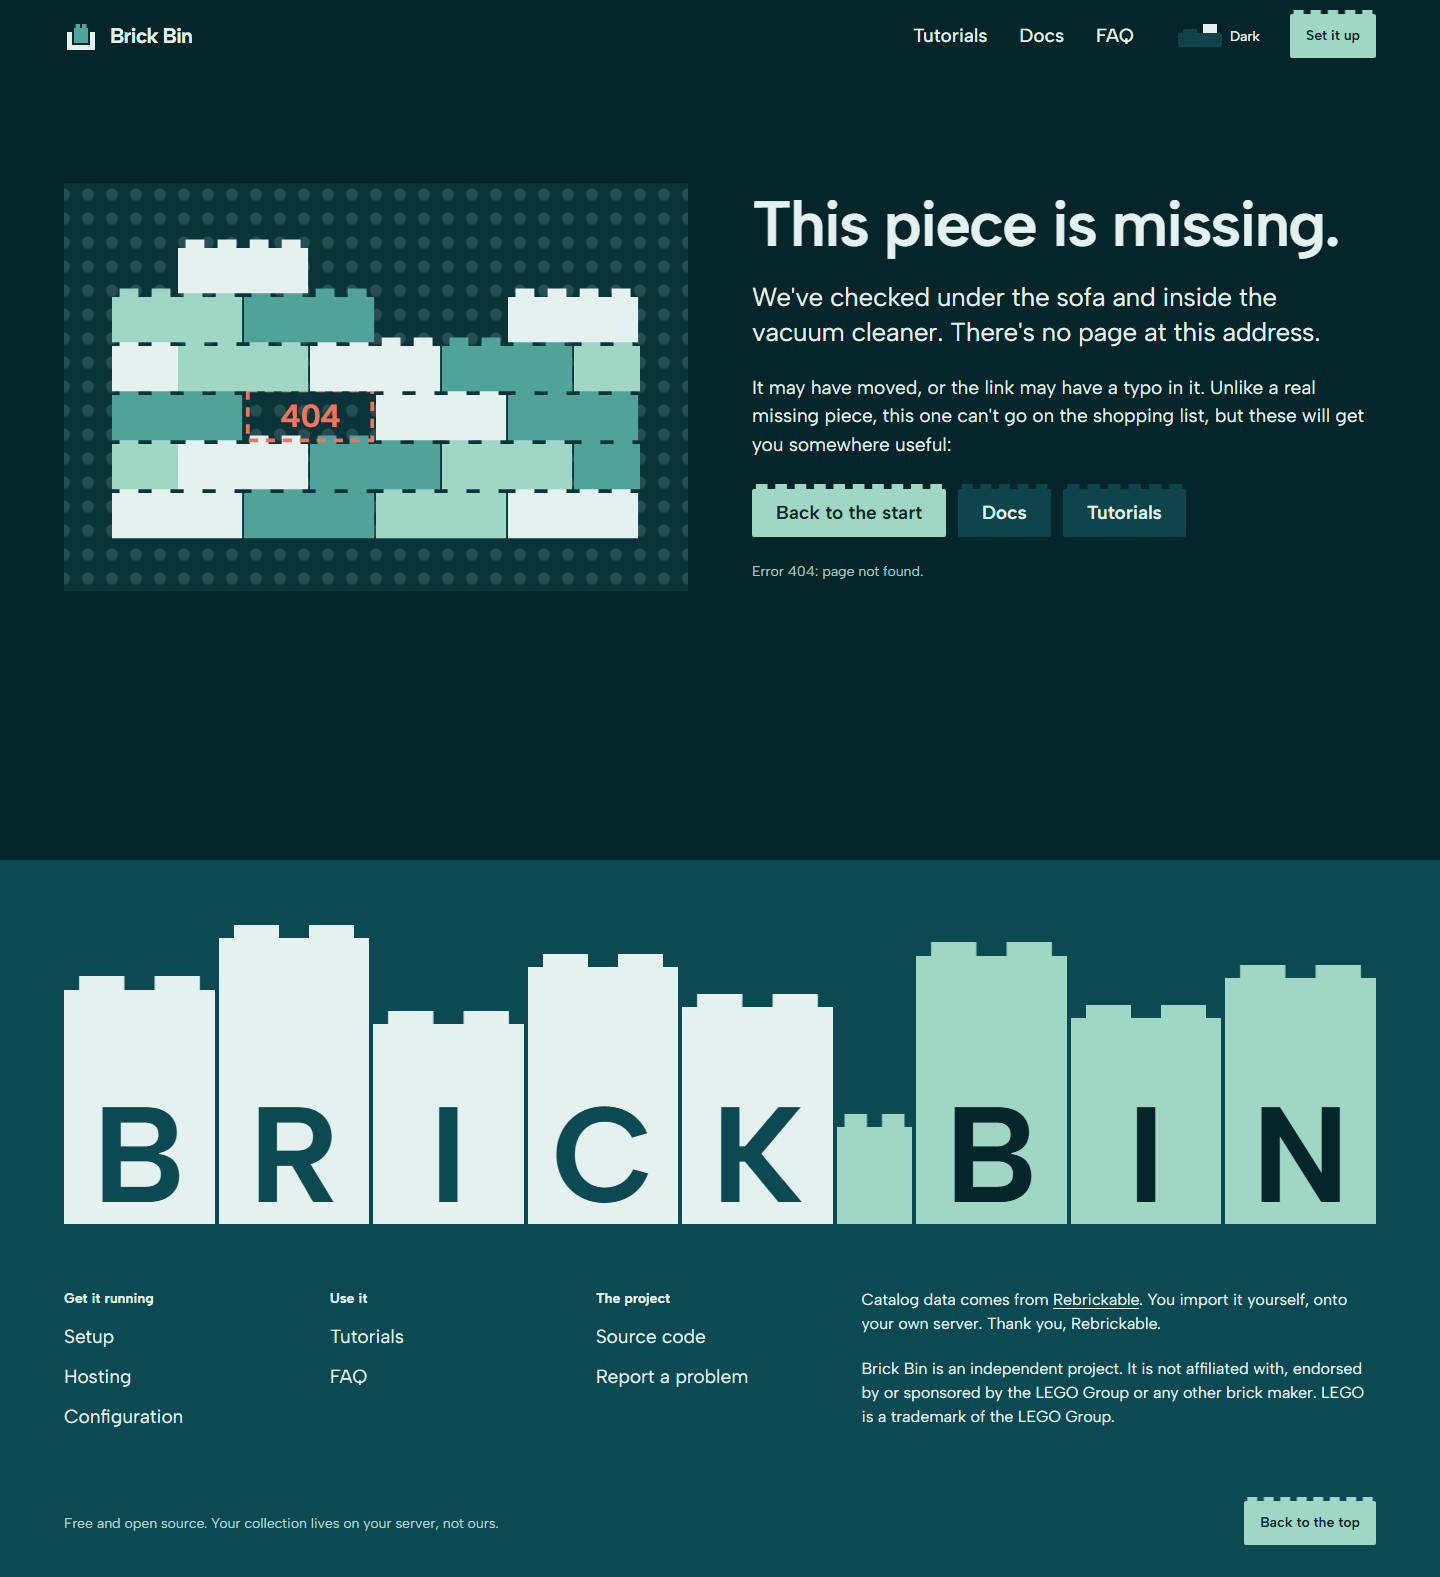 Brick Bin
Tutorials
Docs
FAQ
Dark
Set it up
404
This piece is missing.
We've checked under the sofa and inside the
vacuum cleaner. There's no page at this address.
It may have moved, or the link may have a typo in it. Unlike a real
missing piece, this one can't go on the shopping list, but these will get
you somewhere useful:
Back to the start
Docs
Tutorials
Error 404: page not found.
BRICK BIN
Get it running
Setup
Hosting
Configuration
Use it
Tutorials
FAQ
The project
Source code
Report a problem
Catalog data comes from Rebrickable. You import it yourself, onto
your own server. Thank you, Rebrickable.
Brick Bin is an independent project. It is not affiliated with, endorsed
by or sponsored by the LEGO Group or any other brick maker. LEGO
is a trademark of the LEGO Group.
Free and open source. Your collection lives on your server, not ours.
Back to the top